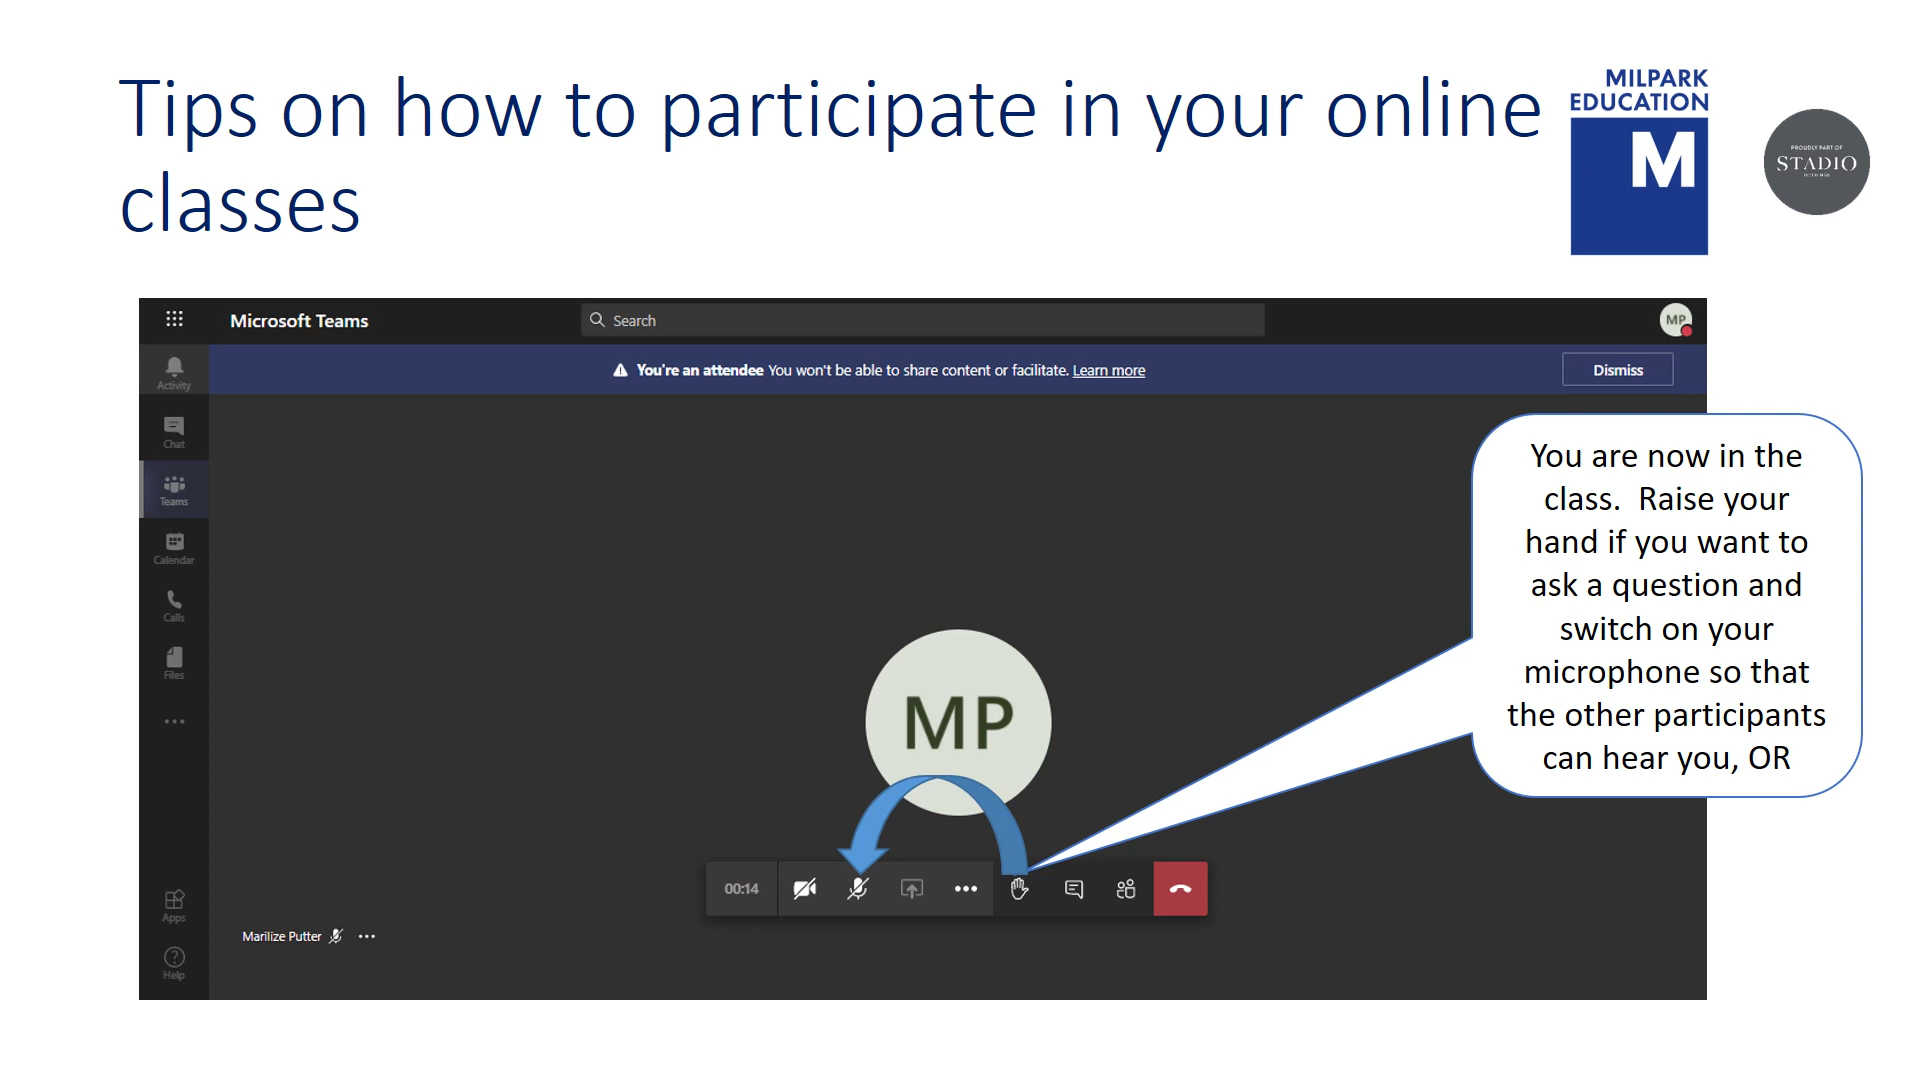 Tips on how to participate in your online
classes
MILPARK
EDUCATION
M
PROUDLY PART OF
STADIO
Microsoft Teams
Search
MP
Activity
You're an attendee You won't be able to share content or facilitate. Learn more
Dismiss
Chat
Teams
Calendar
Calls
Files
Apps
Help
MP
You are now in the
class.  Raise your
hand if you want to
ask a question and
switch on your
microphone so that
the other participants
can hear you, OR
00:14
Marilize Putter